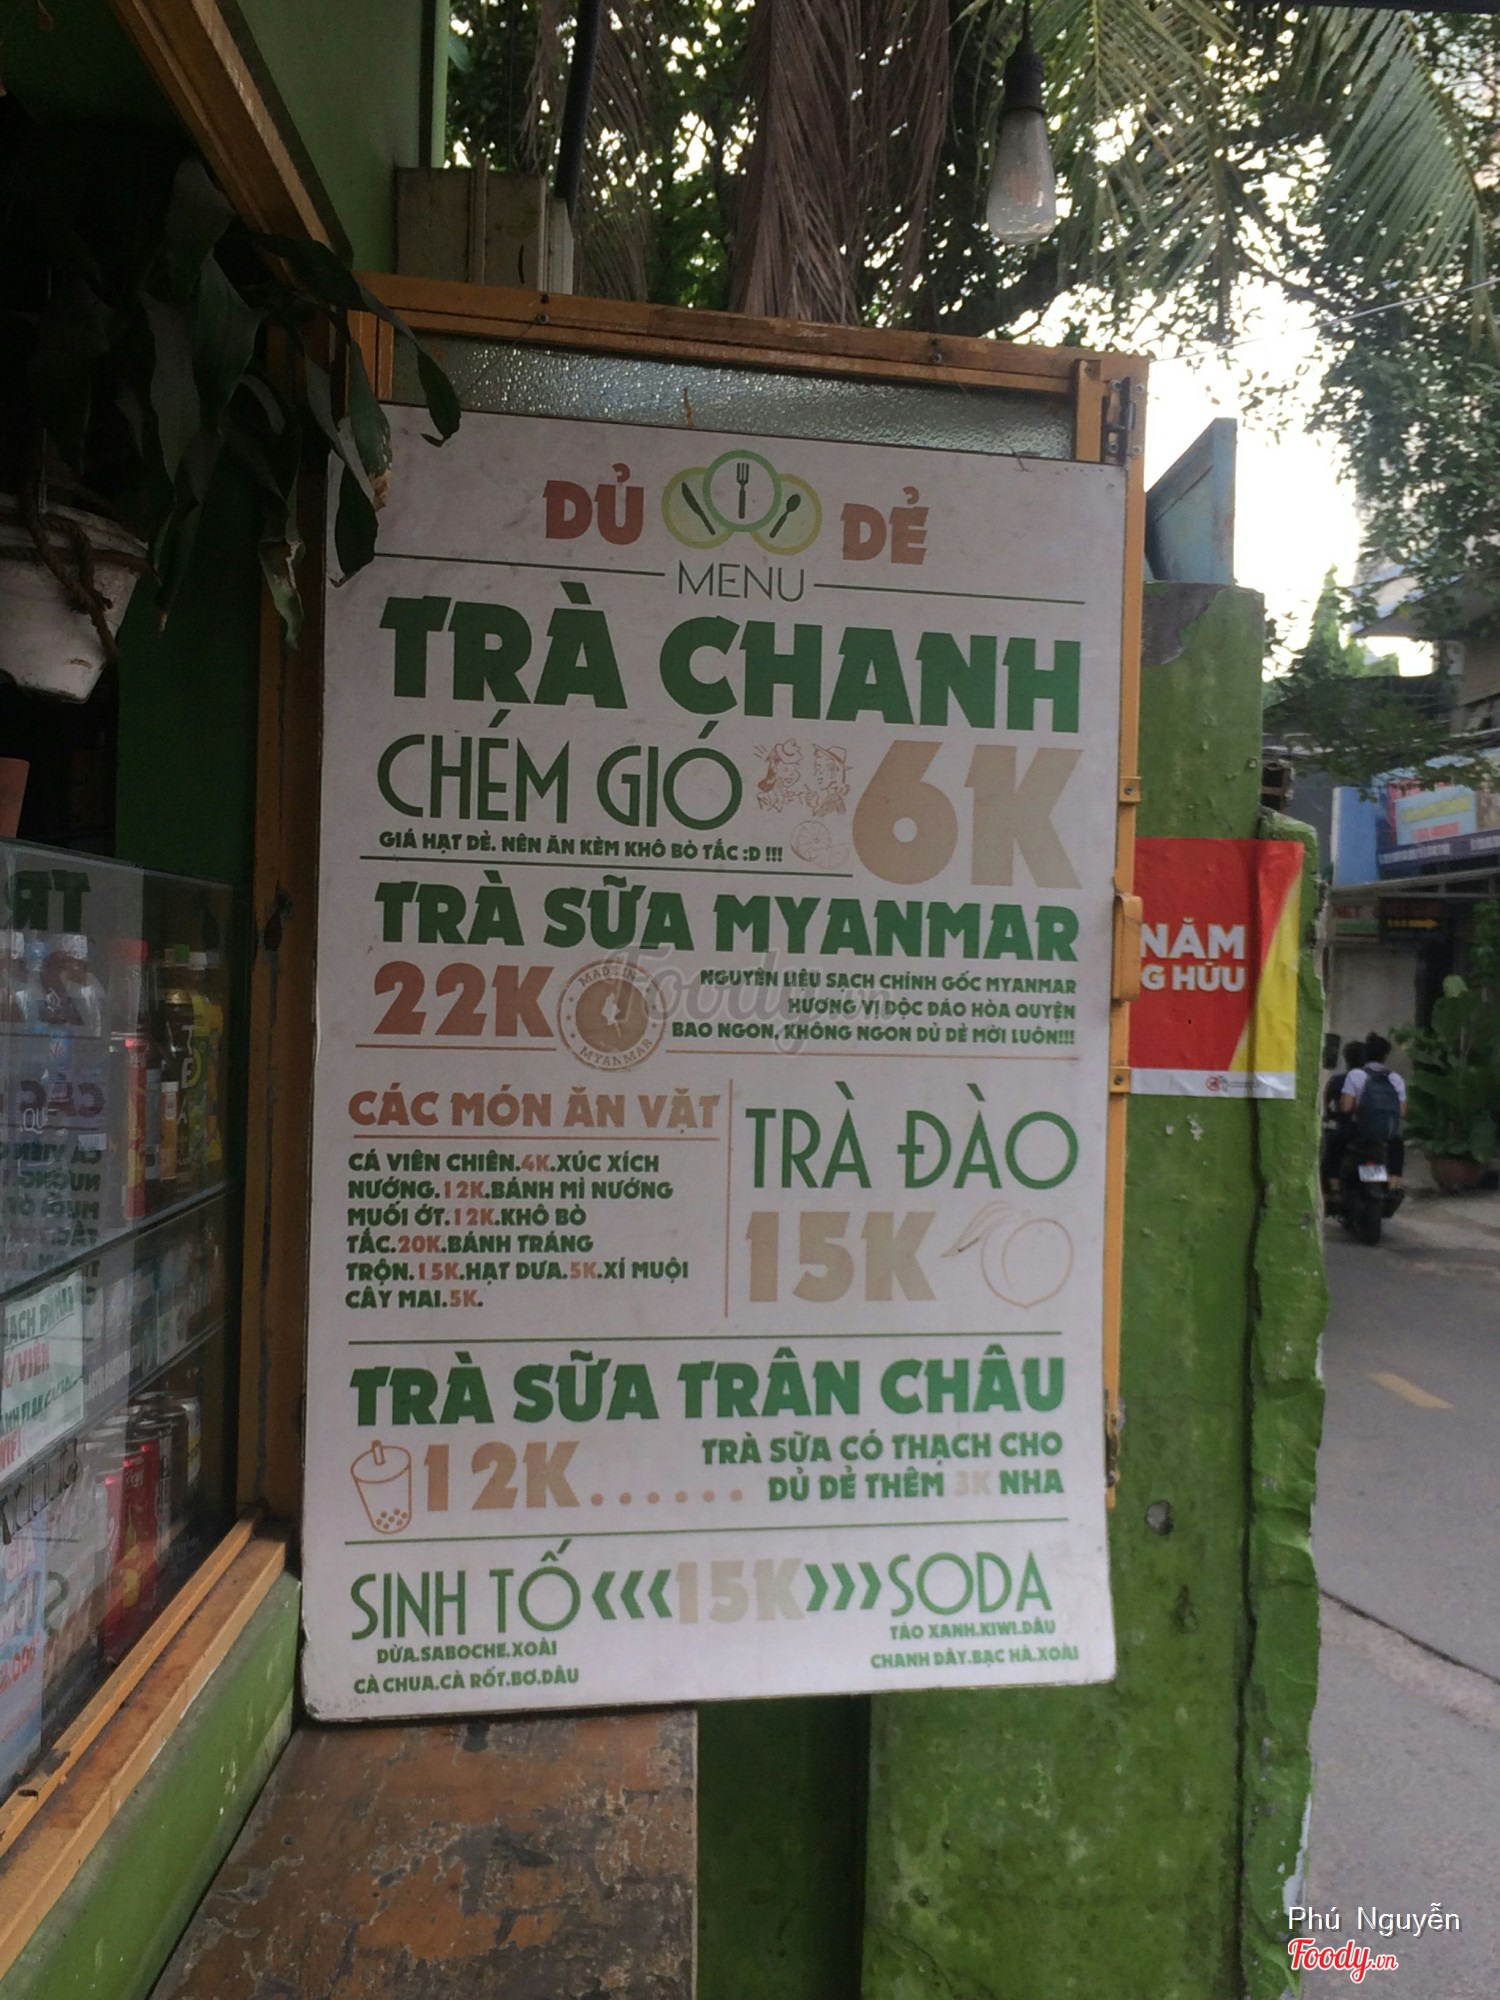 DỦ DẺ
MENU
TRÀ CHANH
CHÉM GIÓ 6K
GIÁ HẠT DẺ. NÊN ĂN KÈM KHÔ BÒ TẮC :D !!!
TRÀ SỮA MYANMAR
22K
MARTIN
MYANMAR
NGUYÊN LIỆU SẠCH CHÍNH GỐC MYANMAR
HƯƠNG VỊ ĐỘC ĐÁO HÒA QUYỆN
BAO NGON, KHÔNG NGON DỦ DẺ MỜI LUÔN!!!
Foody.vn
CÁC MÓN ĂN VẶT
CÁ VIÊN CHIÊN.4K.XÚC XÍCH
NƯỚNG.12K.BÁNH MÌ NƯỚNG
MUỐI ỚT.12K.KHÔ BÒ
TẮC.20K.BÁNH TRÁNG
TRỘN.15K.HẠT DƯA.5K.XÍ MUỘI
CÂY MAI.5K.
TRÀ ĐÀO
15K
TRÀ SỮA TRÂN CHÂU
12K......
TRÀ SỮA CÓ THẠCH CHO
DỦ DẺ THÊM 3K NHA
SINH TỐ <<<15K>>>SODA
DỪA.SABOCHE.XOÀI
CÀ CHUA.CÀ RỐT.BƠ.DÂU
TÁO XANH.KIWI.DÂU
CHANH DÂY.BẠC HÀ.XOÀI
NĂM
G HỮU
Phú Nguyễn
Foody.vn